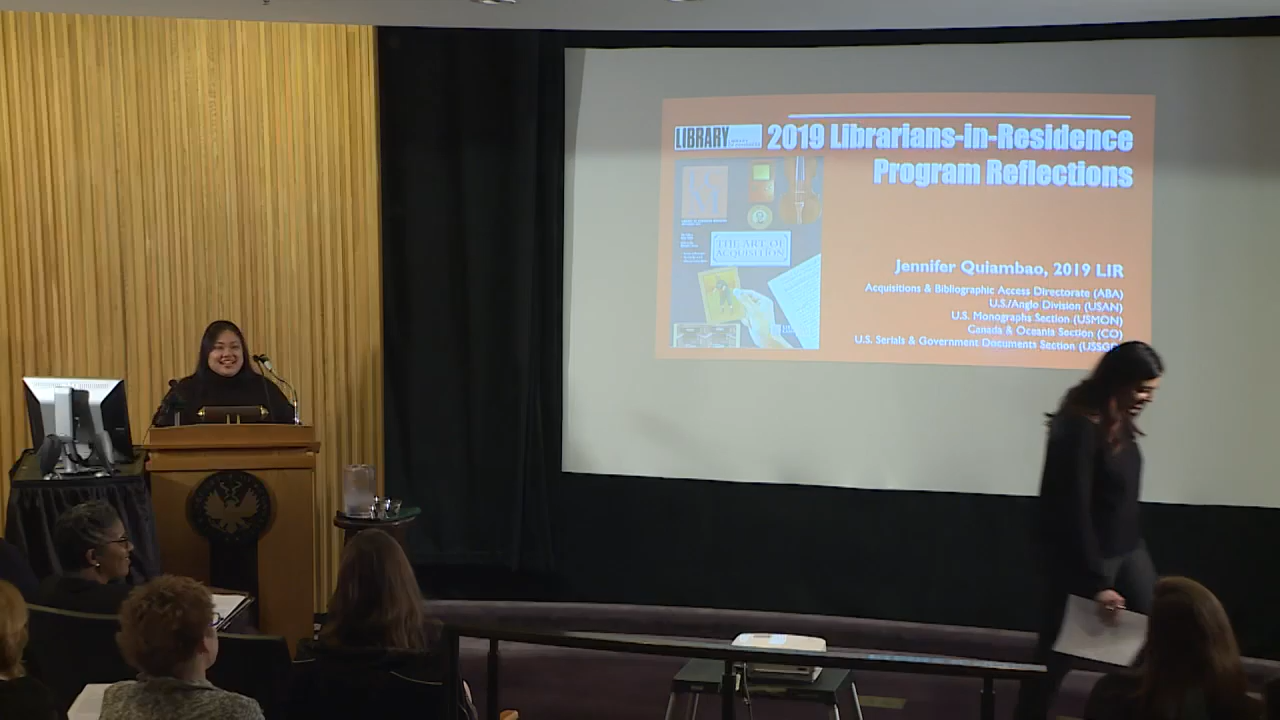 LIBRARY
2019 Librarians-in-Residence
Program Reflections
THE ART OF
ACQUISITION
Jennifer Quiambao, 2019 LIR
Acquisitions & Bibliographic Access Directorate (ABA)
U.S./Anglo Division (USAN)
U.S. Monographs Section (USMON)
Canada & Oceania Section (CO)
U.S. Serials & Government Documents Section (USSG